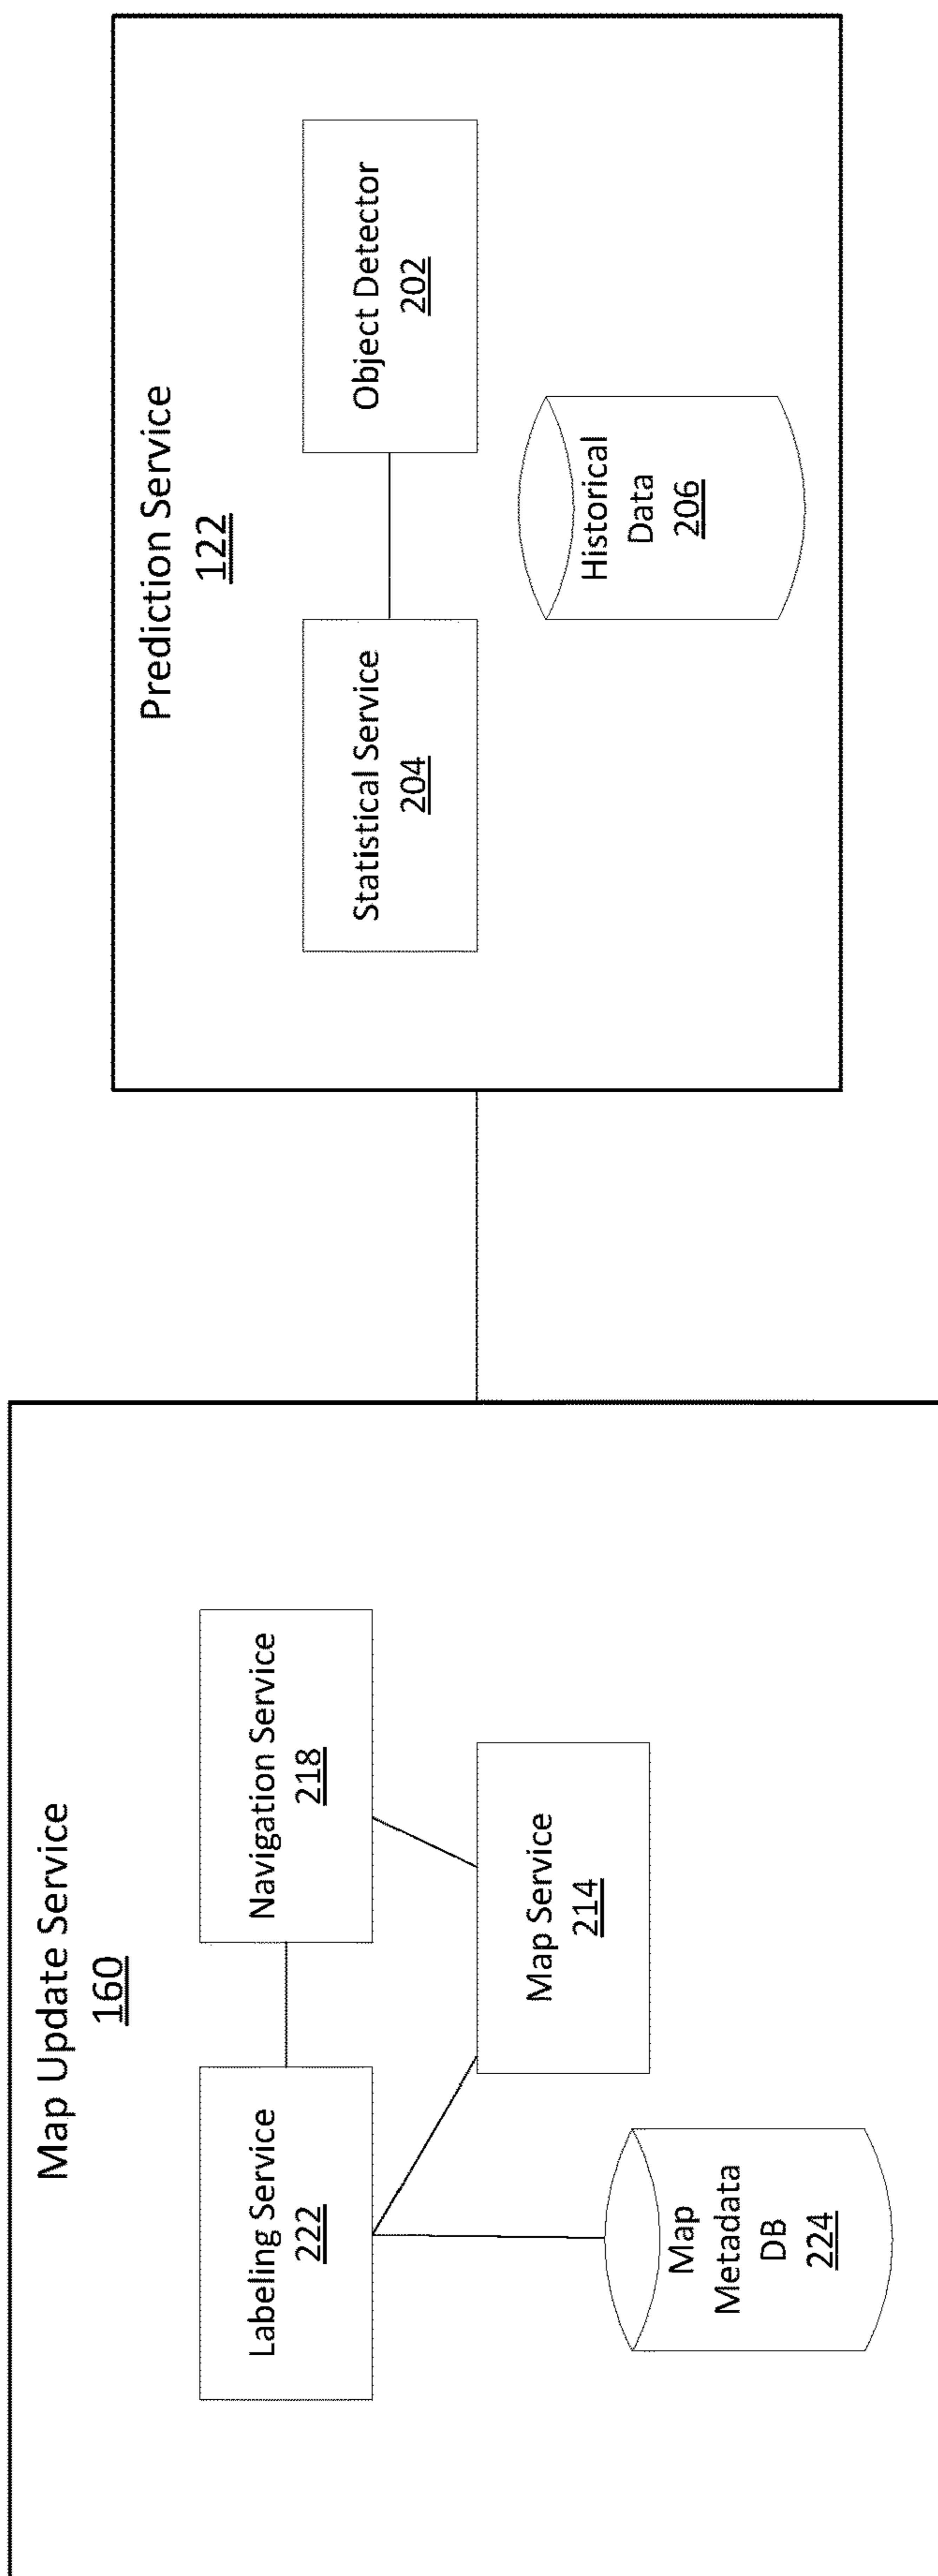 Map Update Service
160
Labeling Service
222
Navigation Service
218
Map Service
214
Map
Metadata
DB
224
Prediction Service
122
Statistical Service
204
Object Detector
202
Historical
Data
206